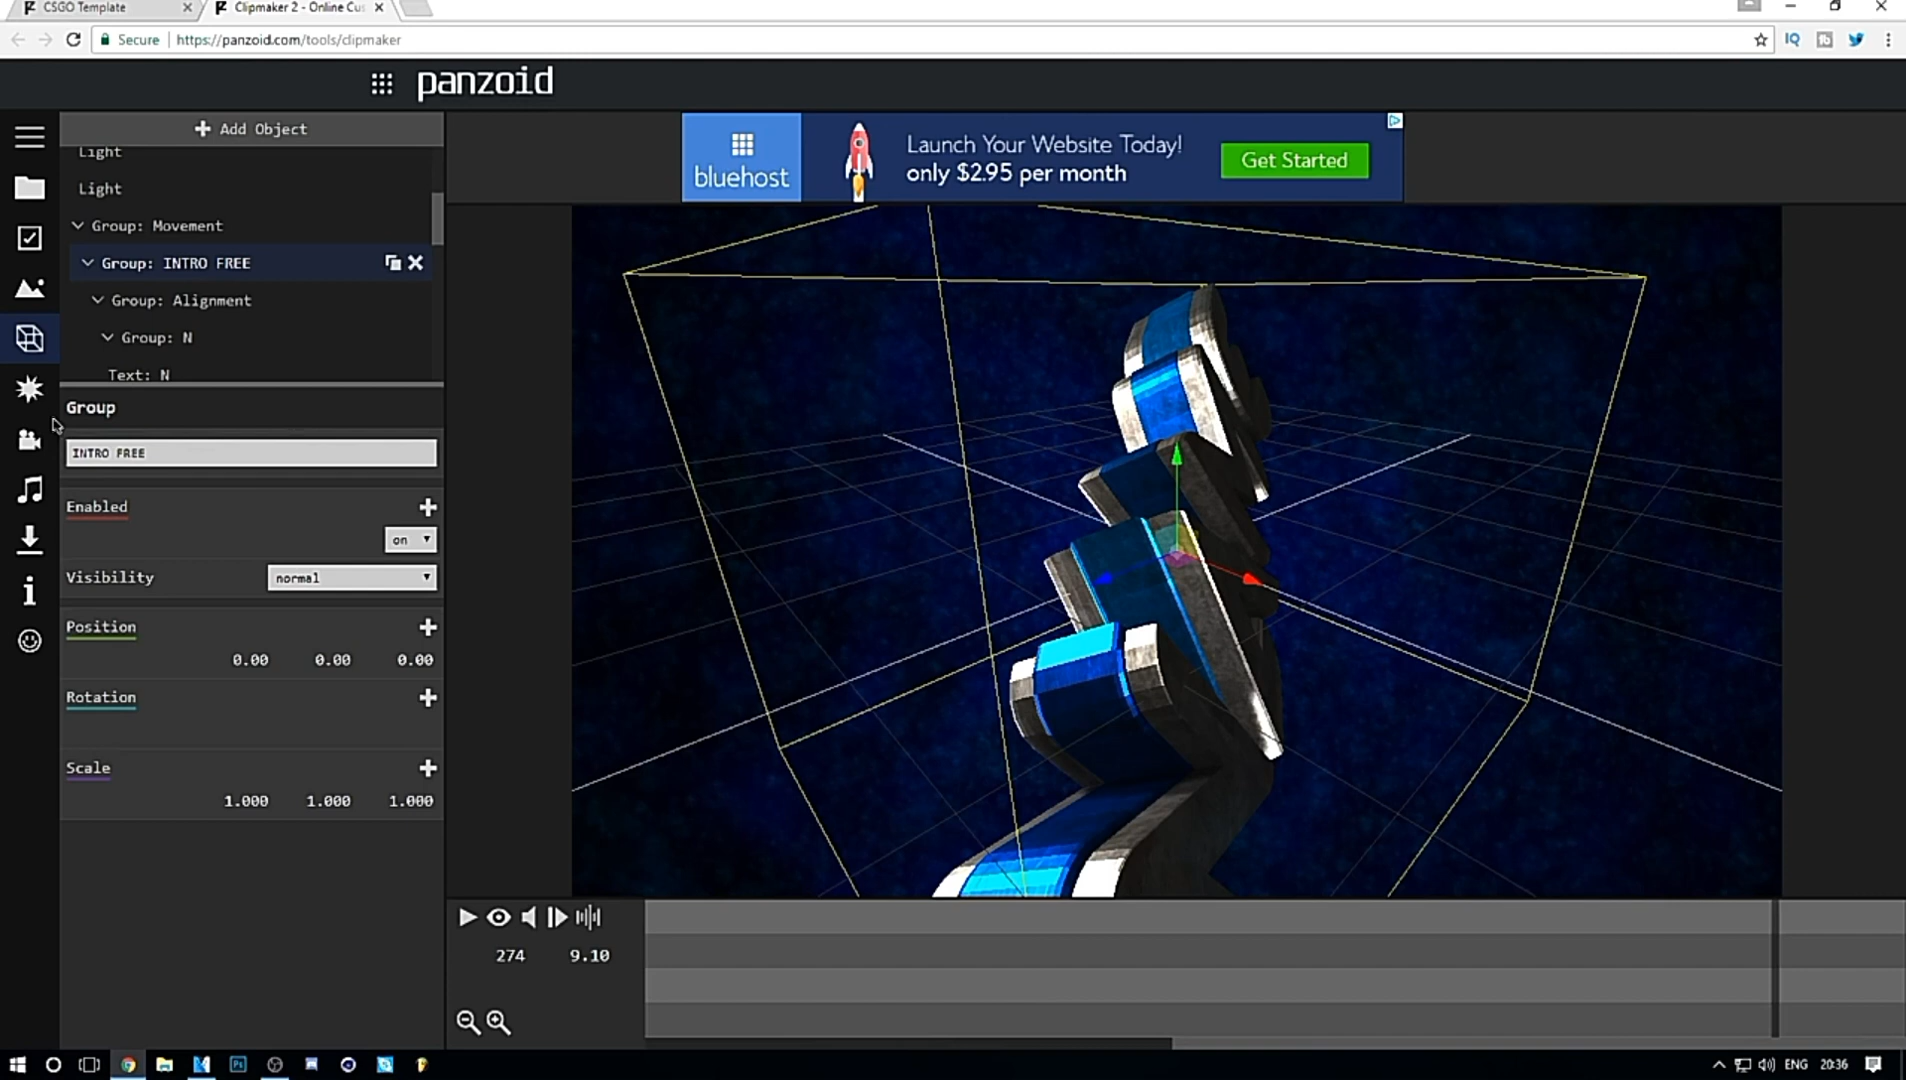 CSGO Template
Clipmaker 2 - Online Cus
Secure
https://panzoid.com/tools/clipmaker
IQ
panzoid
Add Object
Light
Light
Group: Movement
Group: INTRO FREE
Group: Alignment
Group: N
Text: N
Group
INTRO FREE
Enabled
on
Visibility
normal
Position
0.00 0.00 0.00
Rotation
Scale
1.000 1.000 1.000
bluehost
Launch Your Website Today!
only $2.95 per month
Get Started
274 9.10
Ps
ENG 20:36